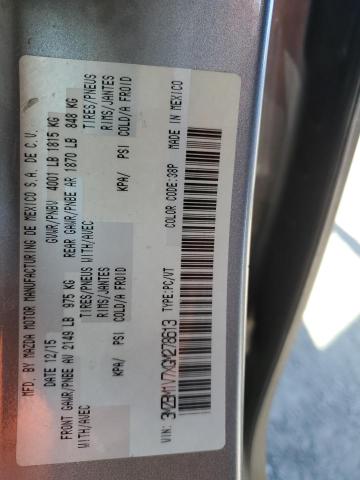 MFD. BY MAZDA MOTOR MANUFACTURING DE MEXICO S.A. DE C.V.
DATE 12/15 GVWR/PNBV 4001 LB 1815 KG
FRONT GAWR/PNBE AV 2149 LB 975 KG REAR GAWR/PNBE AR 1870 LB 848 KG
WITH/AVEC TIRES/PNEUS WITH/AVEC TIRES/PNEUS
RIMS/JANTES RIMS/JANTES
KPA/ PSI COLD/A FROID KPA/ PSI COLD/A FROID
VIN: 3MZBM1V7XGM278613 TYPE:PC/VT COLOR CODE:38P MADE IN MEXICO